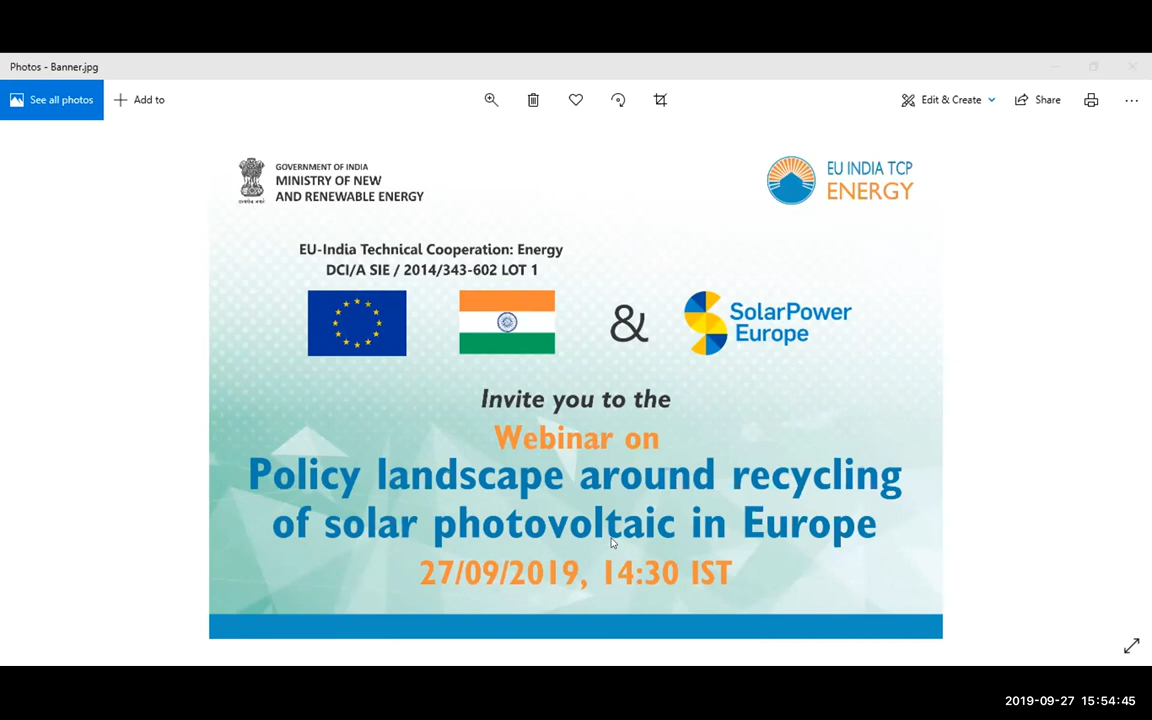 Photos - Banner.jpg
See all photos
Add to
Edit & Create
Share
GOVERNMENT OF INDIA
MINISTRY OF NEW
AND RENEWABLE ENERGY
EU INDIA TCP
ENERGY
EU-India Technical Cooperation: Energy
DCI/A SIE / 2014/343-602 LOT 1
&
SolarPower
Europe
Invite you to the
Webinar on
Policy landscape around recycling
of solar photovoltaic in Europe
27/09/2019, 14:30 IST
2019-09-27 15:54:45